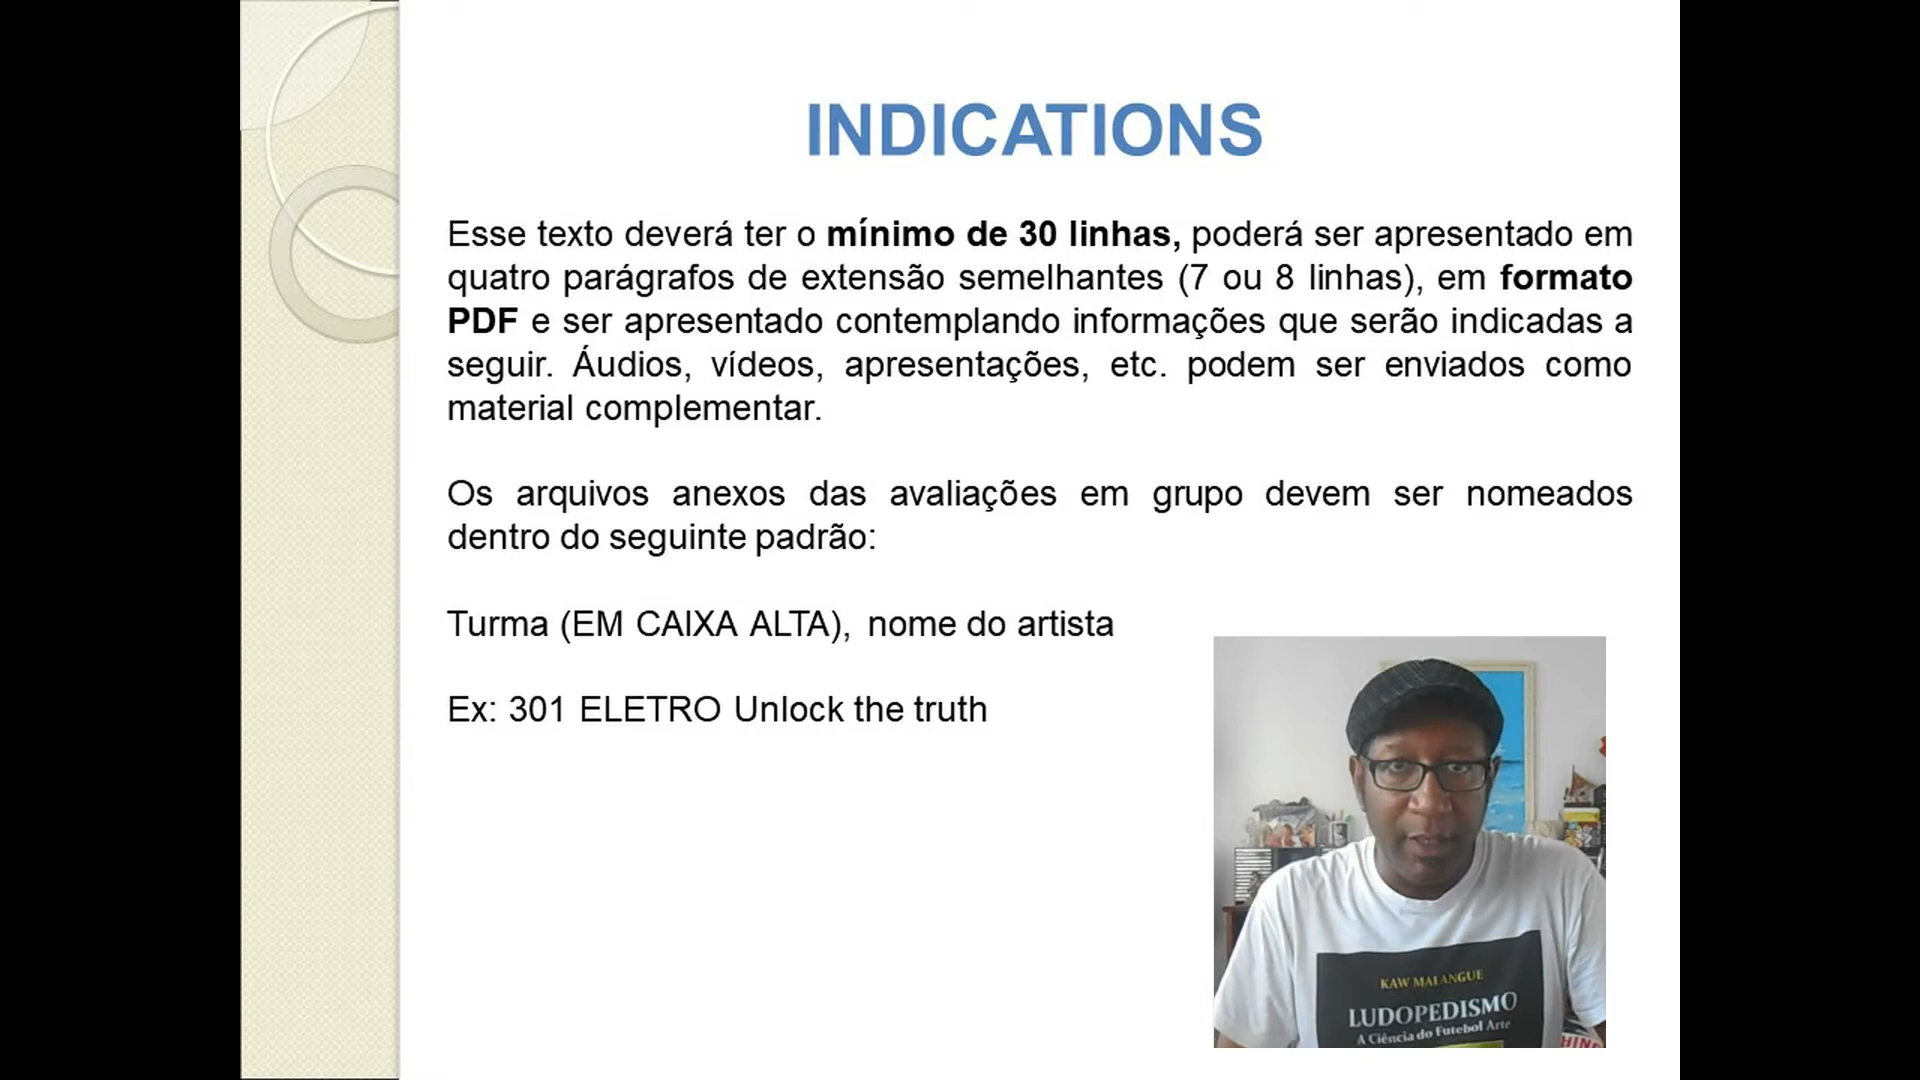 INDICATIONS
Esse texto deverá ter o mínimo de 30 linhas, poderá ser apresentado em
quatro parágrafos de extensão semelhantes (7 ou 8 linhas), em formato
PDF e ser apresentado contemplando informações que serão indicadas a
seguir. Áudios, vídeos, apresentações, etc. podem ser enviados como
material complementar.
Os arquivos anexos das avaliações em grupo devem ser nomeados
dentro do seguinte padrão:
Turma (EM CAIXA ALTA), nome do artista
Ex: 301 ELETRO Unlock the truth
KAW MALANGUE
LUDOPEDISMO
A Ciência do Futebol Arte